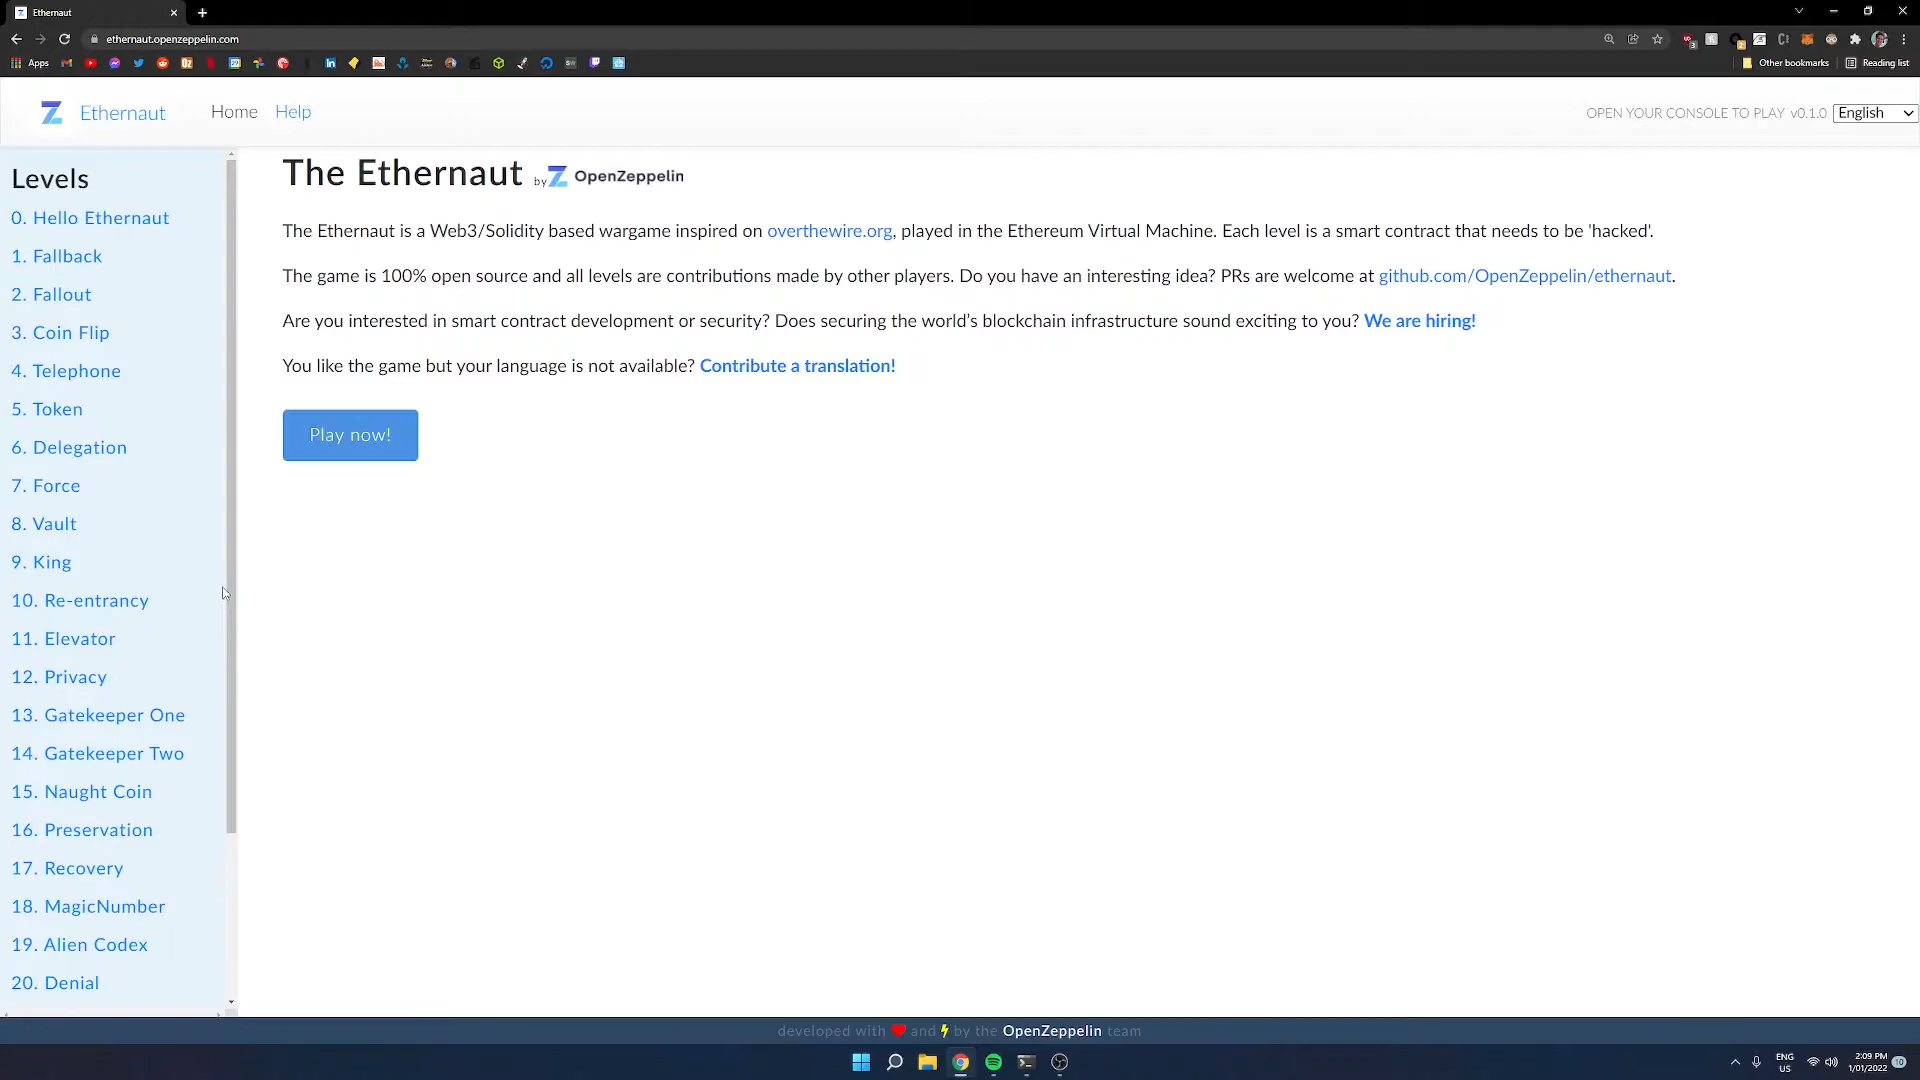 Ethernaut
ethernaut.openzeppelin.com
Apps
Other bookmarks
Reading list
Ethernaut
Home
Help
OPEN YOUR CONSOLE TO PLAY v0.1.0
English
Levels
0. Hello Ethernaut
1. Fallback
2. Fallout
3. Coin Flip
4. Telephone
5. Token
6. Delegation
7. Force
8. Vault
9. King
10. Re-entrancy
11. Elevator
12. Privacy
13. Gatekeeper One
14. Gatekeeper Two
15. Naught Coin
16. Preservation
17. Recovery
18. MagicNumber
19. Alien Codex
20. Denial
The Ethernaut by OpenZeppelin
The Ethernaut is a Web3/Solidity based wargame inspired on overthewire.org, played in the Ethereum Virtual Machine. Each level is a smart contract that needs to be 'hacked'.
The game is 100% open source and all levels are contributions made by other players. Do you have an interesting idea? PRs are welcome at github.com/OpenZeppelin/ethernaut.
Are you interested in smart contract development or security? Does securing the world’s blockchain infrastructure sound exciting to you? We are hiring!
You like the game but your language is not available? Contribute a translation!
Play now!
developed with and by the OpenZeppelin team
ENG
US
2:09 PM
1/01/2022